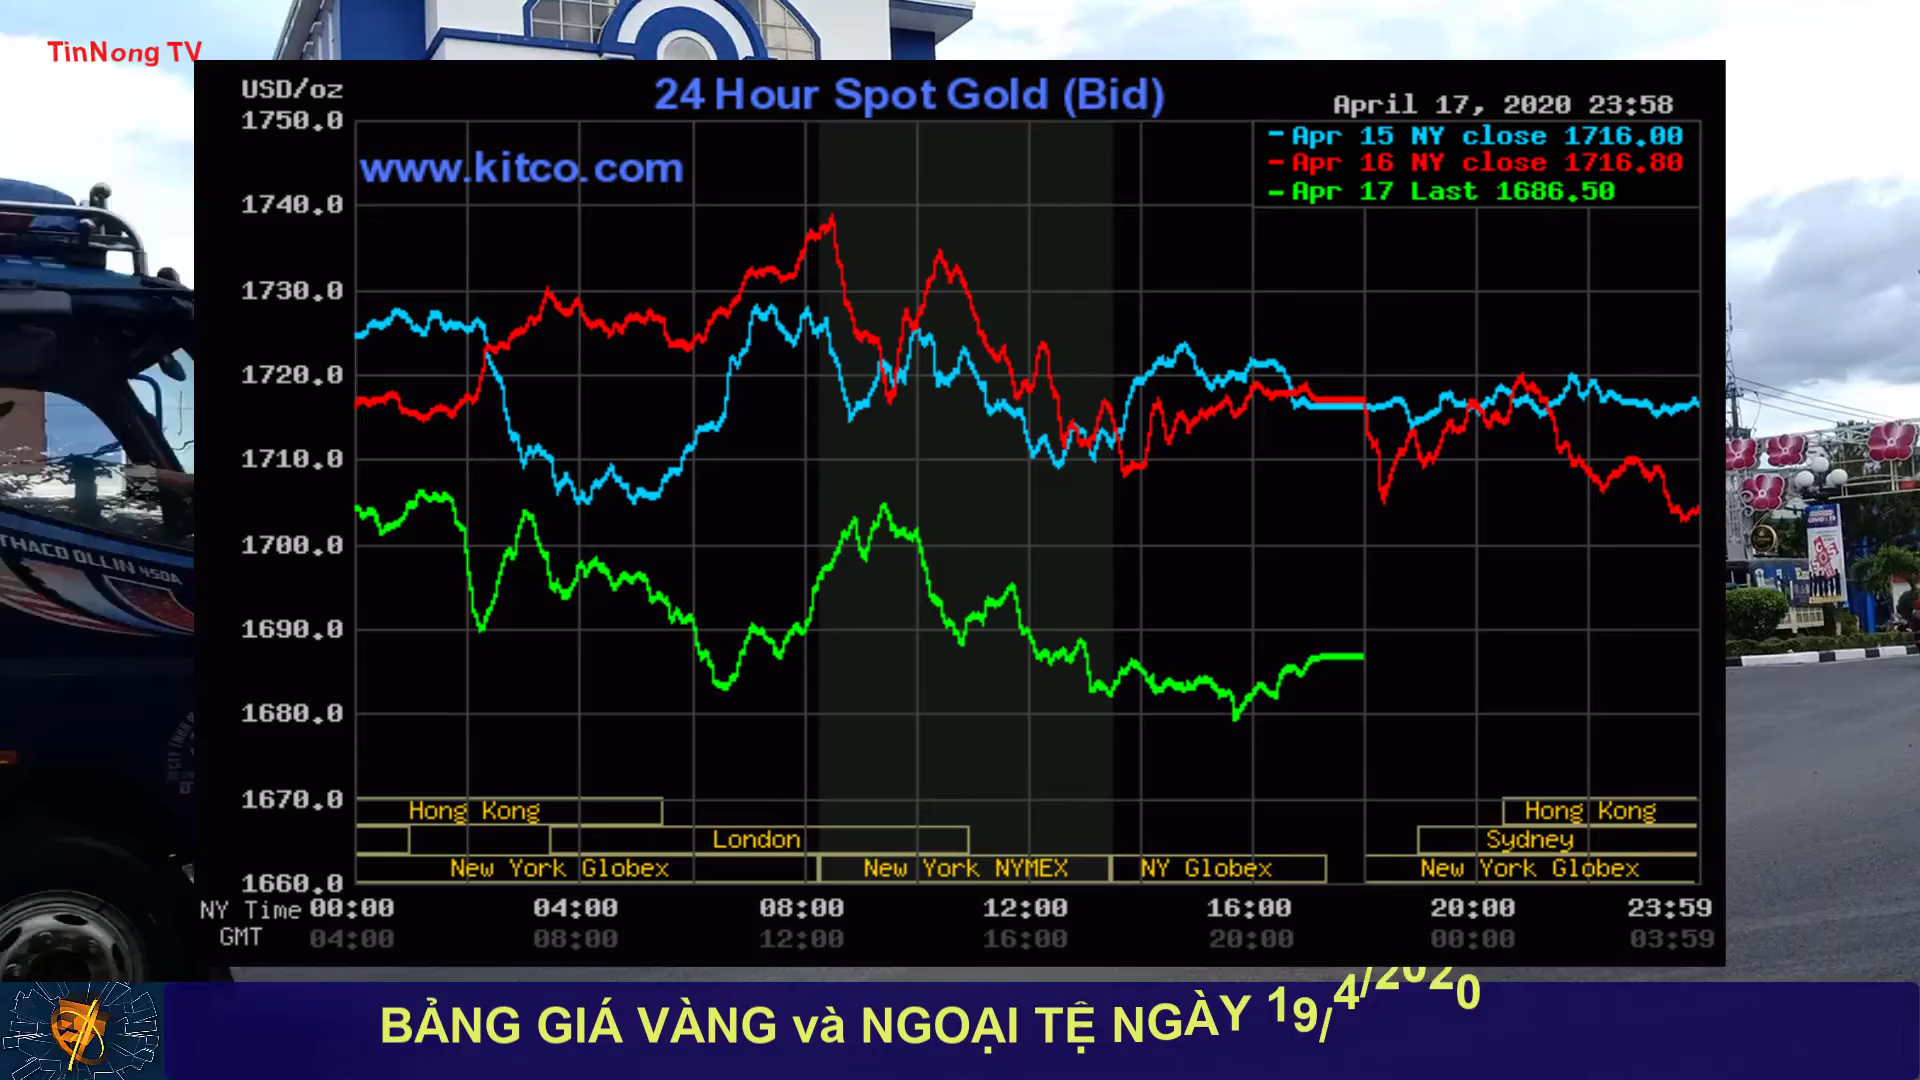 TinNong TV
USD/oz
24 Hour Spot Gold (Bid)
April 17, 2020 23:58
www.kitco.com
Apr 15 NY close 1716.00
Apr 16 NY close 1716.80
Apr 17 Last 1686.50
1750.0
1740.0
1730.0
1720.0
1710.0
1700.0
1690.0
1680.0
1670.0
1660.0
THACO OLLIN 450A
Hong Kong
Hong Kong
London
Sydney
New York Globex
New York NYMEX
NY Globex
New York Globex
NY Time 00:00 04:00 08:00 12:00 16:00 20:00 23:59
GMT 04:00 08:00 12:00 16:00 20:00 00:00 03:59
BẢNG GIÁ VÀNG và NGOẠI TỆ NGÀY 19/4/2020